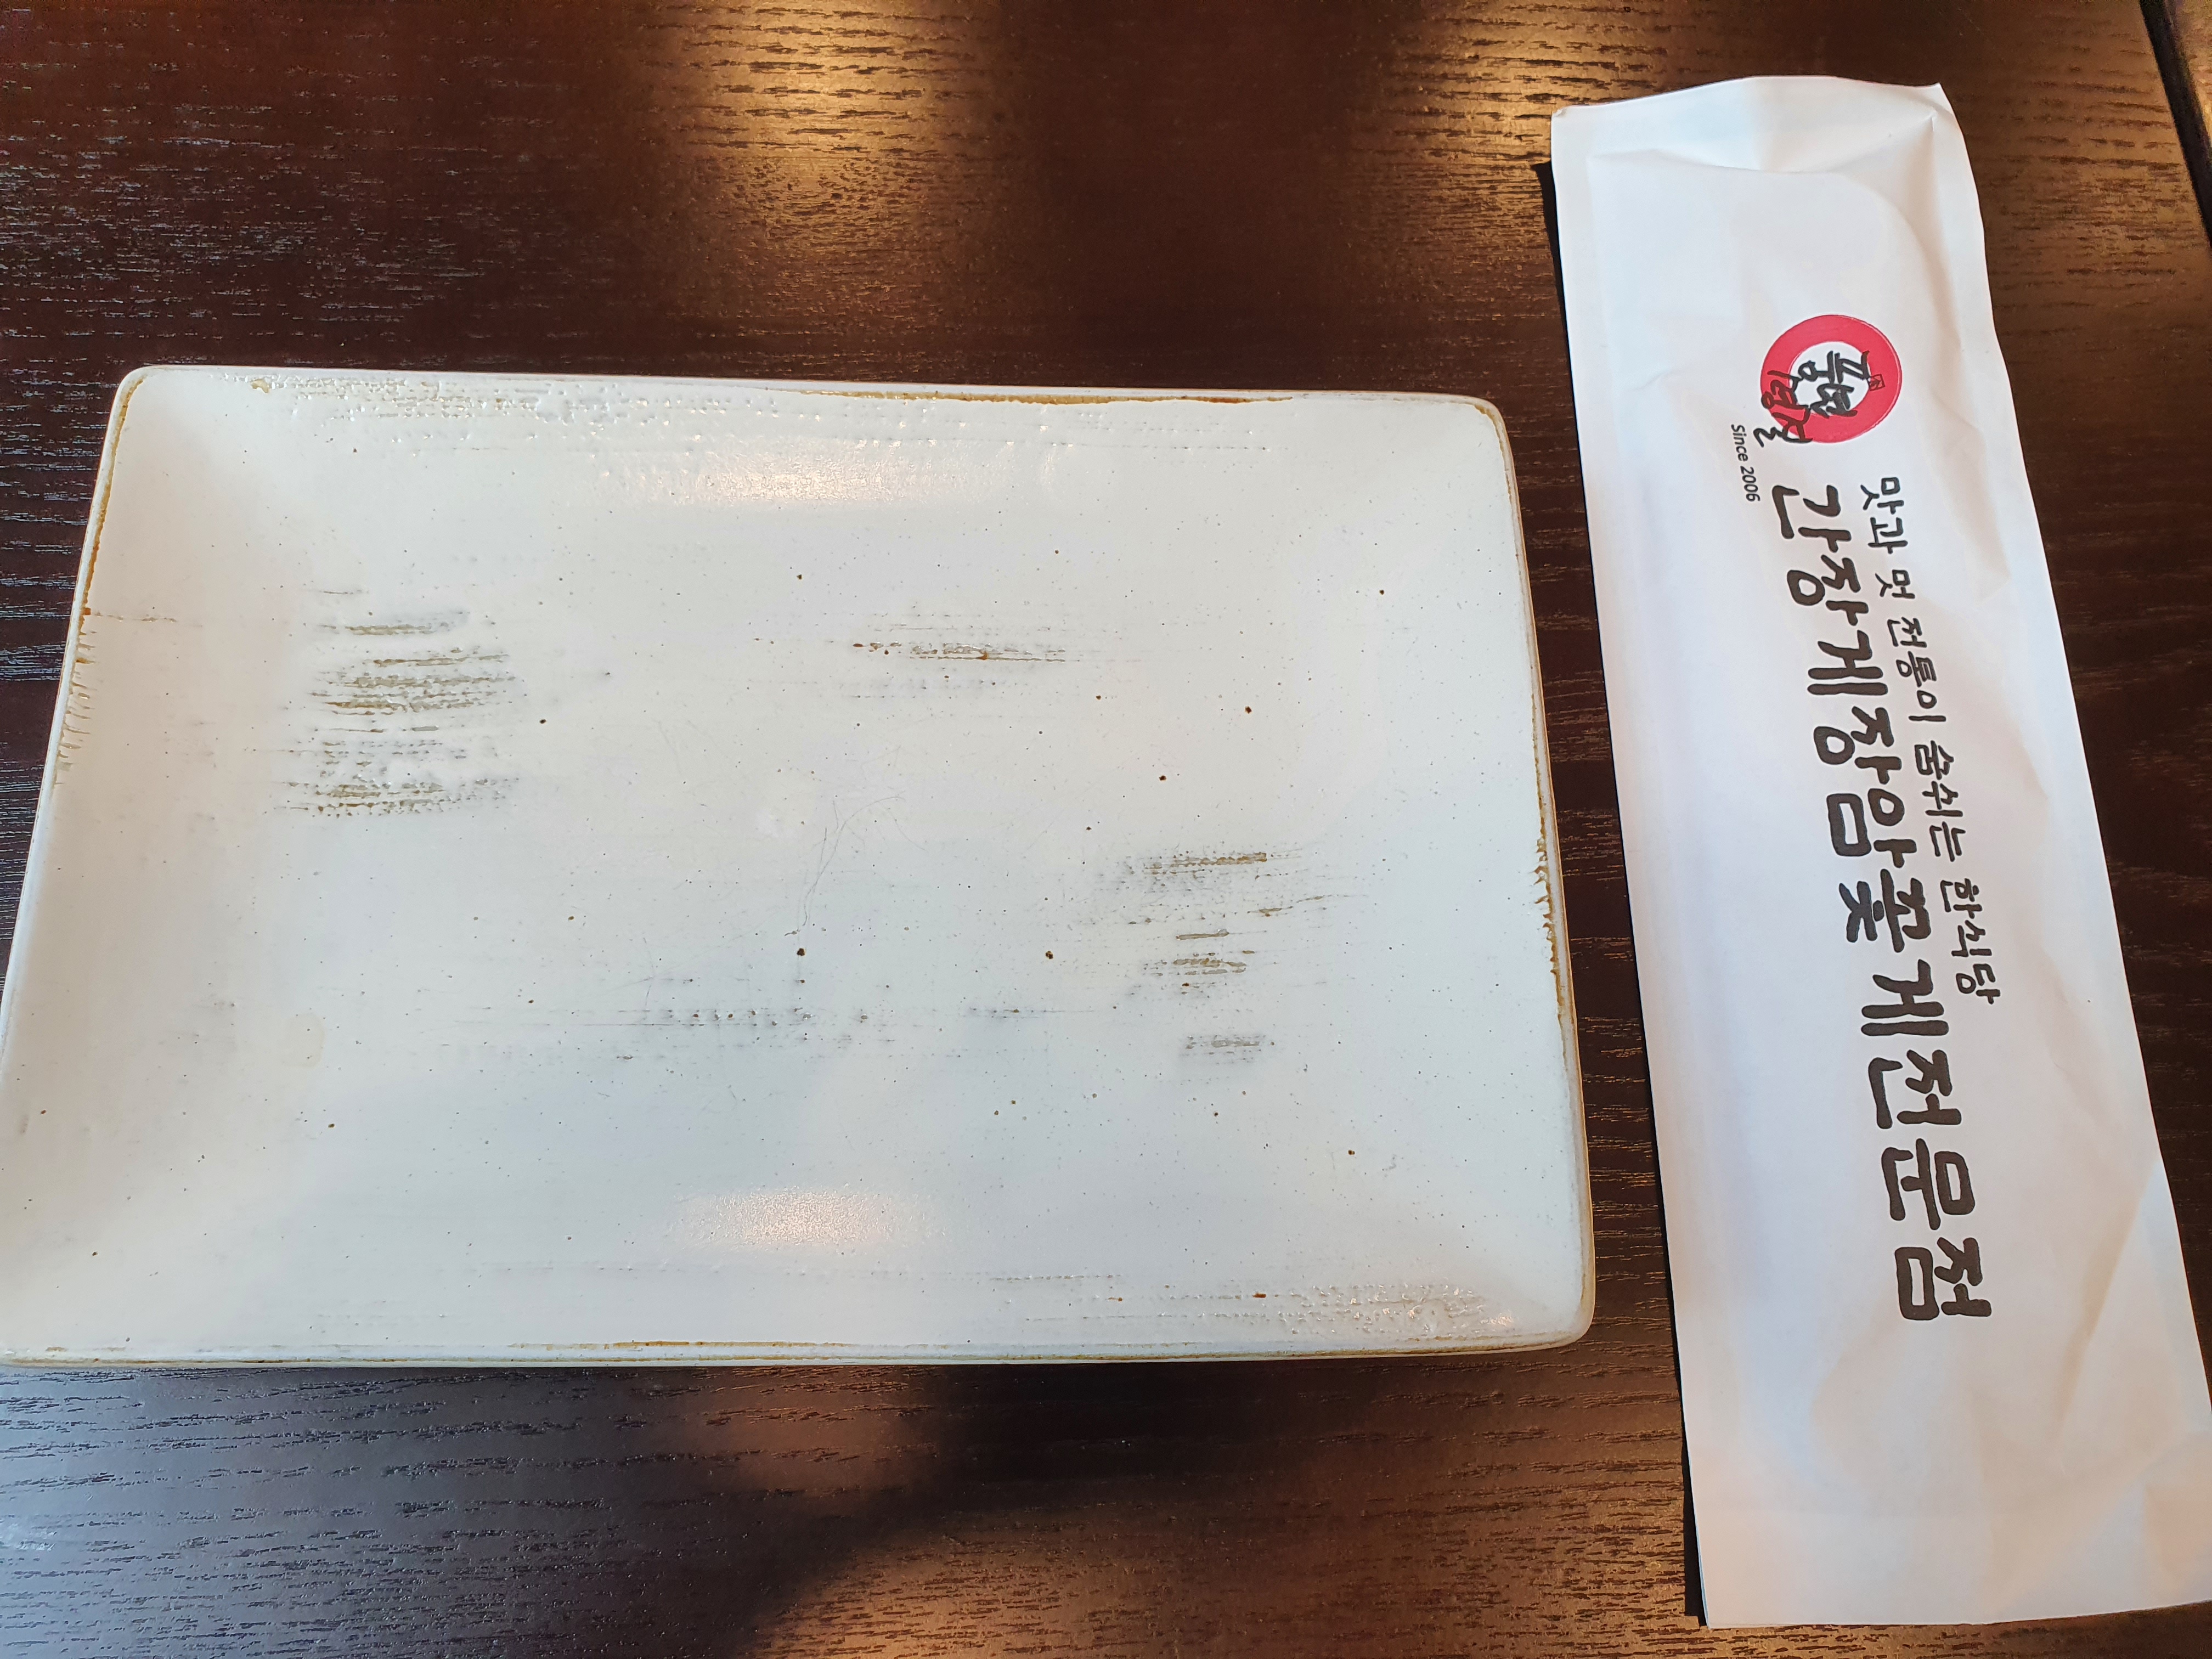 Since 2006
맛과 멋 전통이 숨쉬는 한식당
간장게장암꽃게전문점